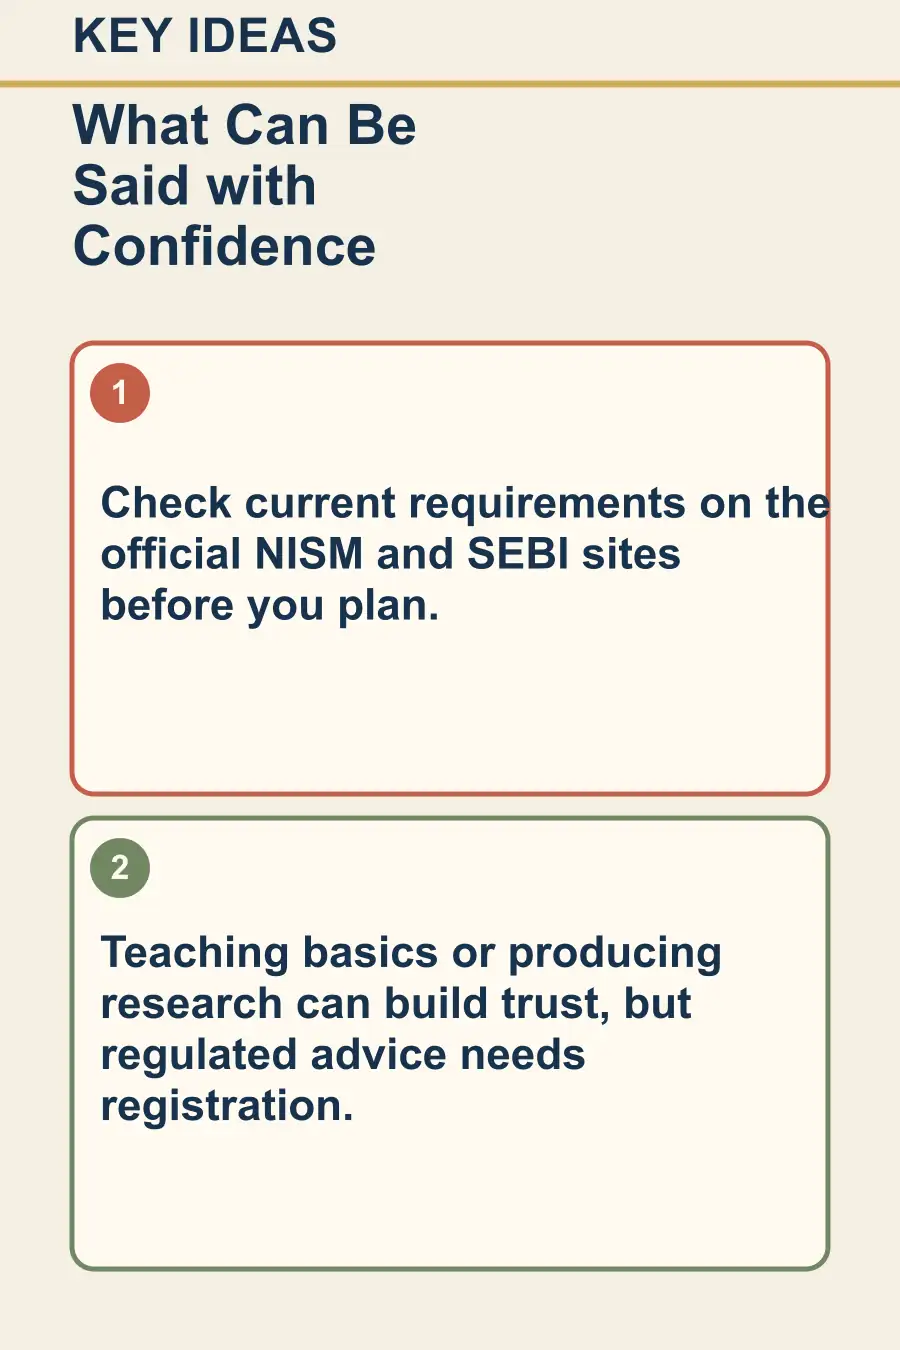 KEY IDEAS
What Can Be
Said with
Confidence
1
Check current requirements on the
official NISM and SEBI sites
before you plan.
2
Teaching basics or producing
research can build trust, but
regulated advice needs
registration.